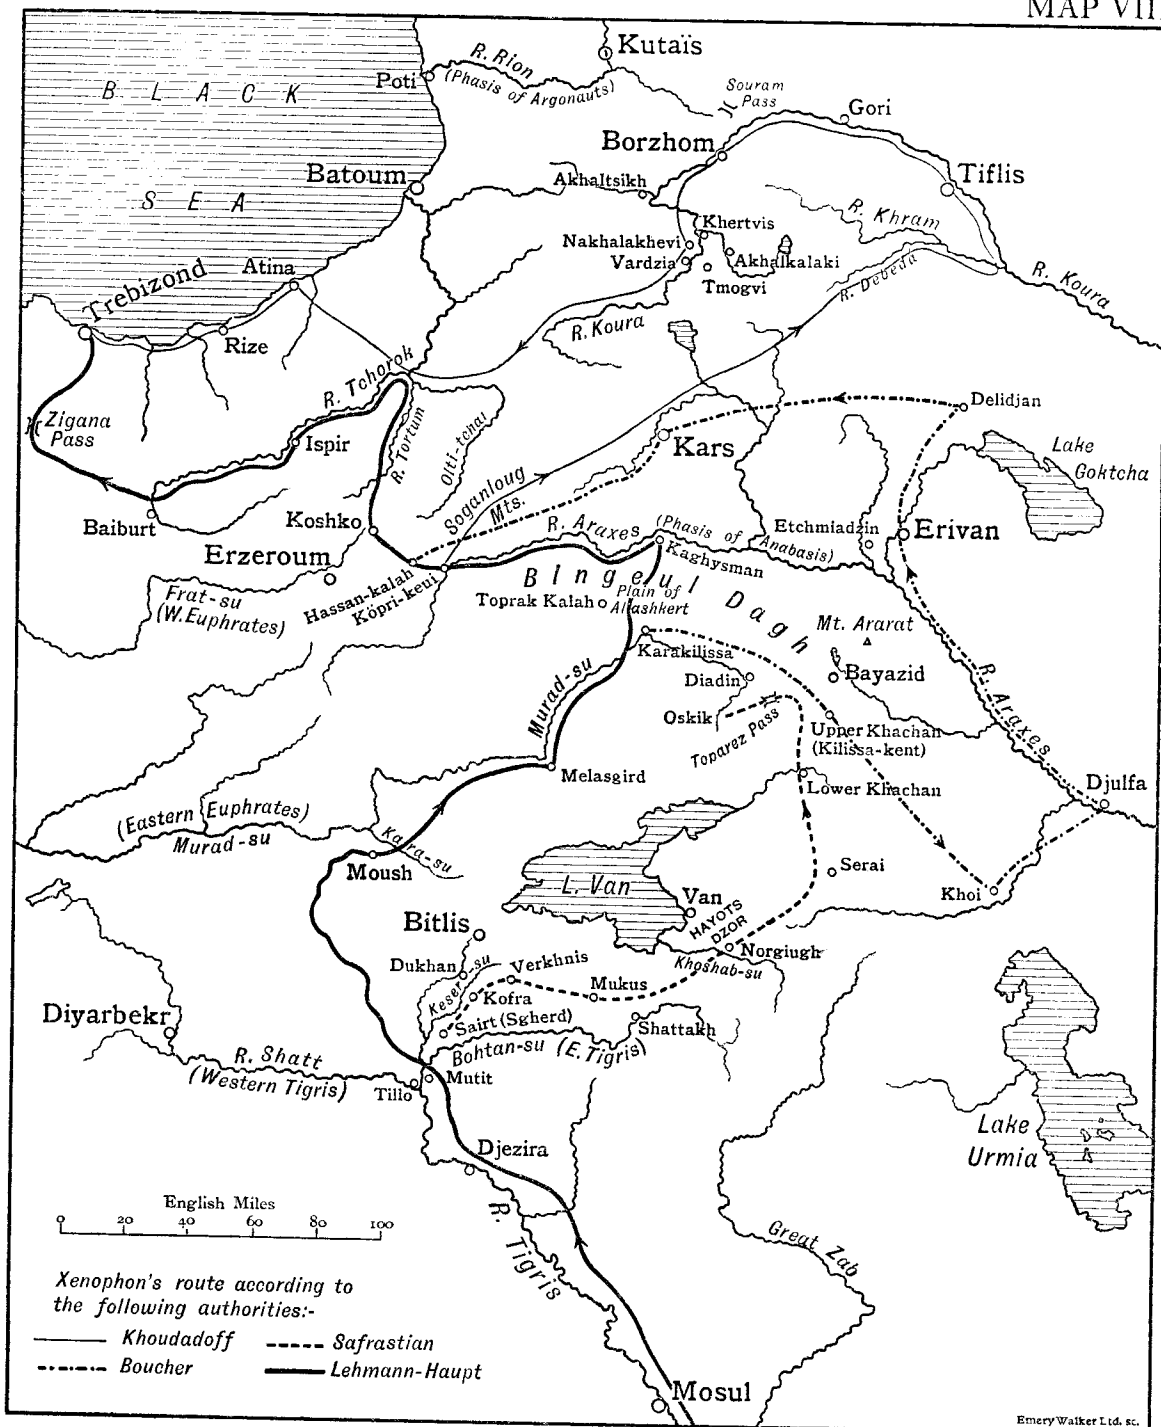 MAP VIII.
BLACK
SEA
Poti
R. Rion
(Phasis of Argonauts)
Kutaïs
Souram
Pass
Gori
Borzhom
Tiflis
Batoum
Akhaltsikh
Khertvis
R. Khram
Nakhalakhevi
Vardzia
Akhalkalaki
Tmogvi
R. Debeda
R. Koura
Trebizond
Atina
Rize
R. Koura
R. Tchorok
Zigana
Pass
Ispir
R. Tortum
Olti-tchai
Delidjan
Kars
Lake
Goktcha
Soganloug
Mts.
Baiburt
Koshko
R. Araxes
(Phasis of Anabasis)
Etchmiadzin
Erivan
Erzeroum
Kaghysman
Hassan-kalah
Köpri-keui
Bingeul Dagh
Frat-su
(W. Euphrates)
Toprak Kalah
Plain of
Allashkert
Mt. Ararat
Karakilissa
Diadin
Bayazid
R. Araxes
Murad-su
Oskik
Toparez Pass
Upper Khachan
(Kilissa-kent)
Melasgird
Lower Khachan
Djulfa
(Eastern Euphrates)
Murad-su
Kara-su
Moush
Serai
Khoi
L. Van
Van
HAYOTS
DZOR
Bitlis
Norgiugh
Khoshab-su
Dukhan
Keser-su
Verkhnis
Kofra
Mukus
Sairt (Sgherd)
Shattakh
Diyarbekr
Bohtan-su (E. Tigris)
R. Shatt
(Western Tigris)
Mutit
Tillo
Lake
Urmia
Djezira
R. Tigris
Great Zab
English Miles
0 20 40 60 80 100
Xenophon's route according to
the following authorities:-
Khoudadoff Safrastian
Boucher Lehmann-Haupt
Mosul
Emery Walker Ltd. sc.